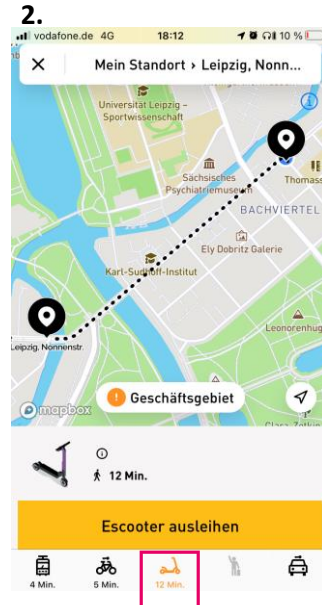 2.
vodafone.de 4G 18:12 10 %
Mein Standort › Leipzig, Nonn...
Universität Leipzig –
Sportwissenschaft
Sächsisches
Psychiatriemuseum
Thomass
BACHVIERTEL
Ely Dobritz Galerie
Karl-Sudhoff-Institut
Leonorenhug
Leipzig, Nonnenstr.
Geschäftsgebiet
mapbox
12 Min.
Escooter ausleihen
4 Min. 5 Min. 12 Min.